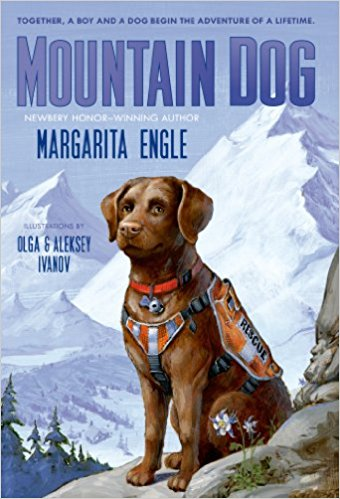 TOGETHER, A BOY AND A DOG BEGIN THE ADVENTURE OF A LIFETIME.
MOUNTAIN DOG
NEWBERY HONOR–WINNING AUTHOR
MARGARITA ENGLE
ILLUSTRATIONS BY
OLGA & ALEKSEY
IVANOV
RESCUE